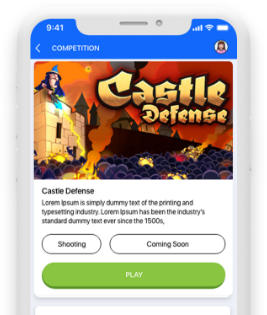 9:41
COMPETITION
Castle
Defense
Castle Defense
Lorem Ipsum is simply dummy text of the printing and
typesetting industry. Lorem Ipsum has been the industry's
standard dummy text ever since the 1500s,
Shooting
Coming Soon
PLAY